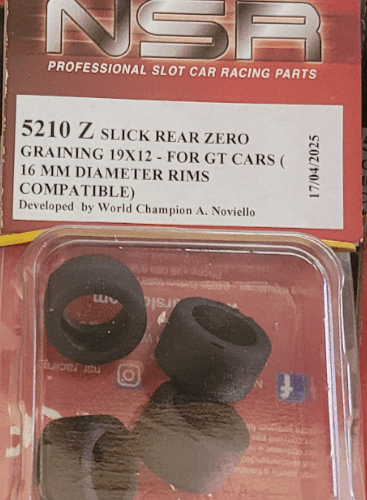 NSR
PROFESSIONAL SLOT CAR RACING PARTS
5210 Z SLICK REAR ZERO
GRAINING 19X12 - FOR GT CARS (
16 MM DIAMETER RIMS
COMPATIBLE)
Developed by World Champion A. Noviello
17/04/2025
nsr_racing